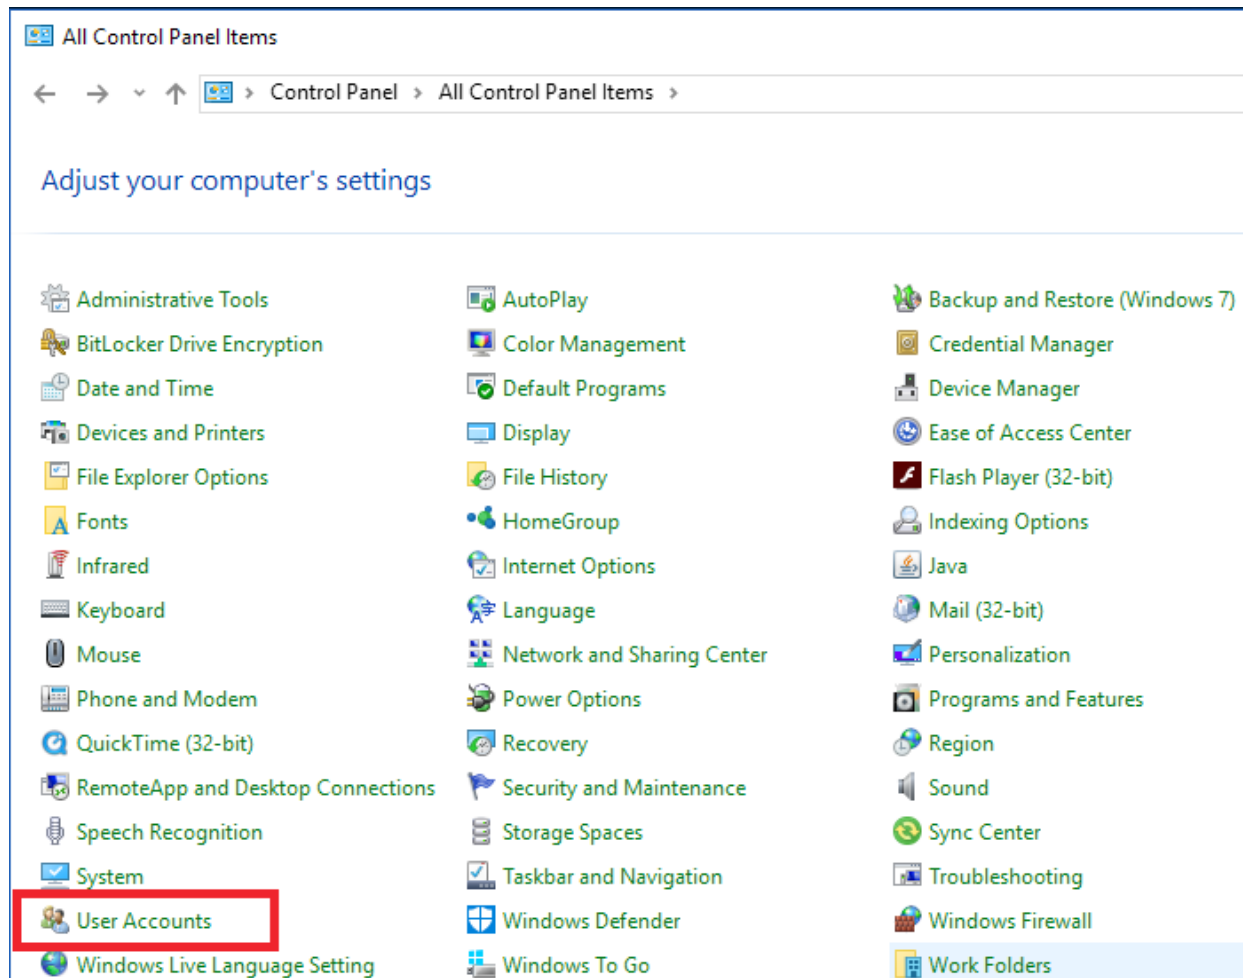 All Control Panel Items
Control Panel > All Control Panel Items >
Adjust your computer's settings
Administrative Tools
AutoPlay
Backup and Restore (Windows 7)
BitLocker Drive Encryption
Color Management
Credential Manager
Date and Time
Default Programs
Device Manager
Devices and Printers
Display
Ease of Access Center
File Explorer Options
File History
Flash Player (32-bit)
Fonts
HomeGroup
Indexing Options
Infrared
Internet Options
Java
Keyboard
Language
Mail (32-bit)
Mouse
Network and Sharing Center
Personalization
Phone and Modem
Power Options
Programs and Features
QuickTime (32-bit)
Recovery
Region
RemoteApp and Desktop Connections
Security and Maintenance
Sound
Speech Recognition
Storage Spaces
Sync Center
System
Taskbar and Navigation
Troubleshooting
User Accounts
Windows Defender
Windows Firewall
Windows Live Language Setting
Windows To Go
Work Folders